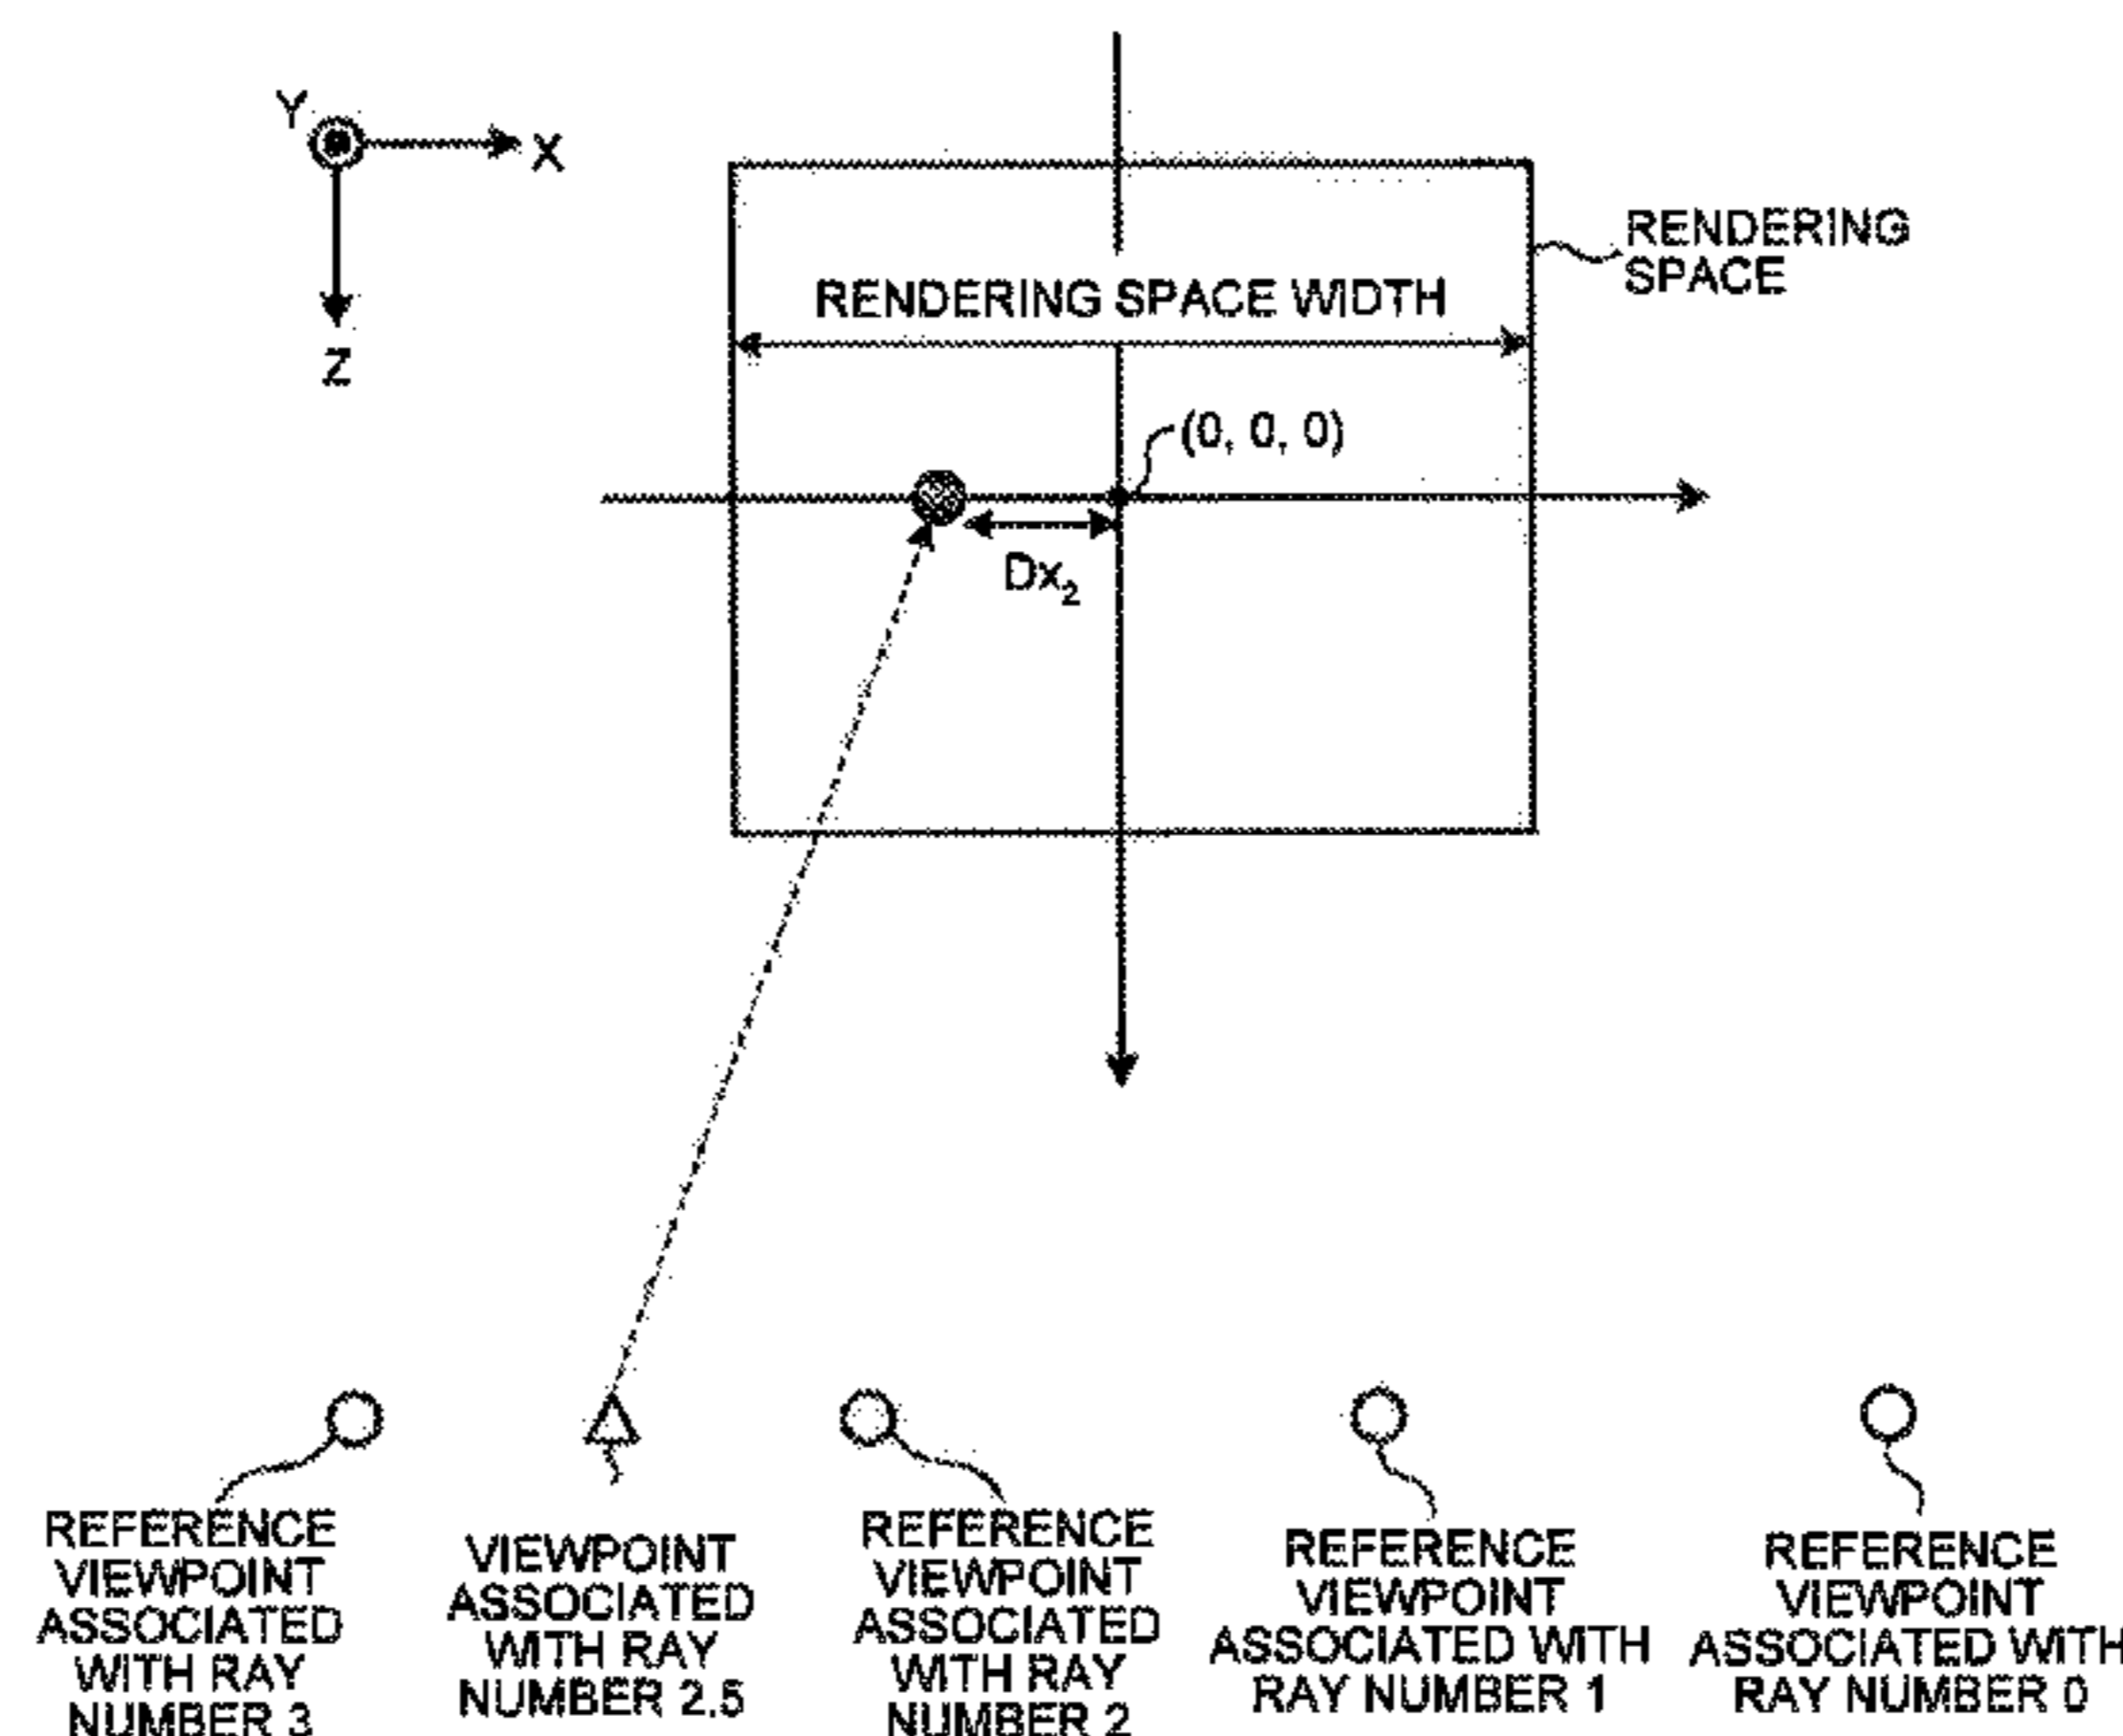 Y
X
Z
RENDERING
SPACE
RENDERING SPACE WIDTH
(0, 0, 0)
Dx₂
REFERENCE
VIEWPOINT
ASSOCIATED
WITH RAY
NUMBER 3
VIEWPOINT
ASSOCIATED
WITH RAY
NUMBER 2.5
REFERENCE
VIEWPOINT
ASSOCIATED
WITH RAY
NUMBER 2
REFERENCE
VIEWPOINT
ASSOCIATED WITH
RAY NUMBER 1
REFERENCE
VIEWPOINT
ASSOCIATED WITH
RAY NUMBER 0